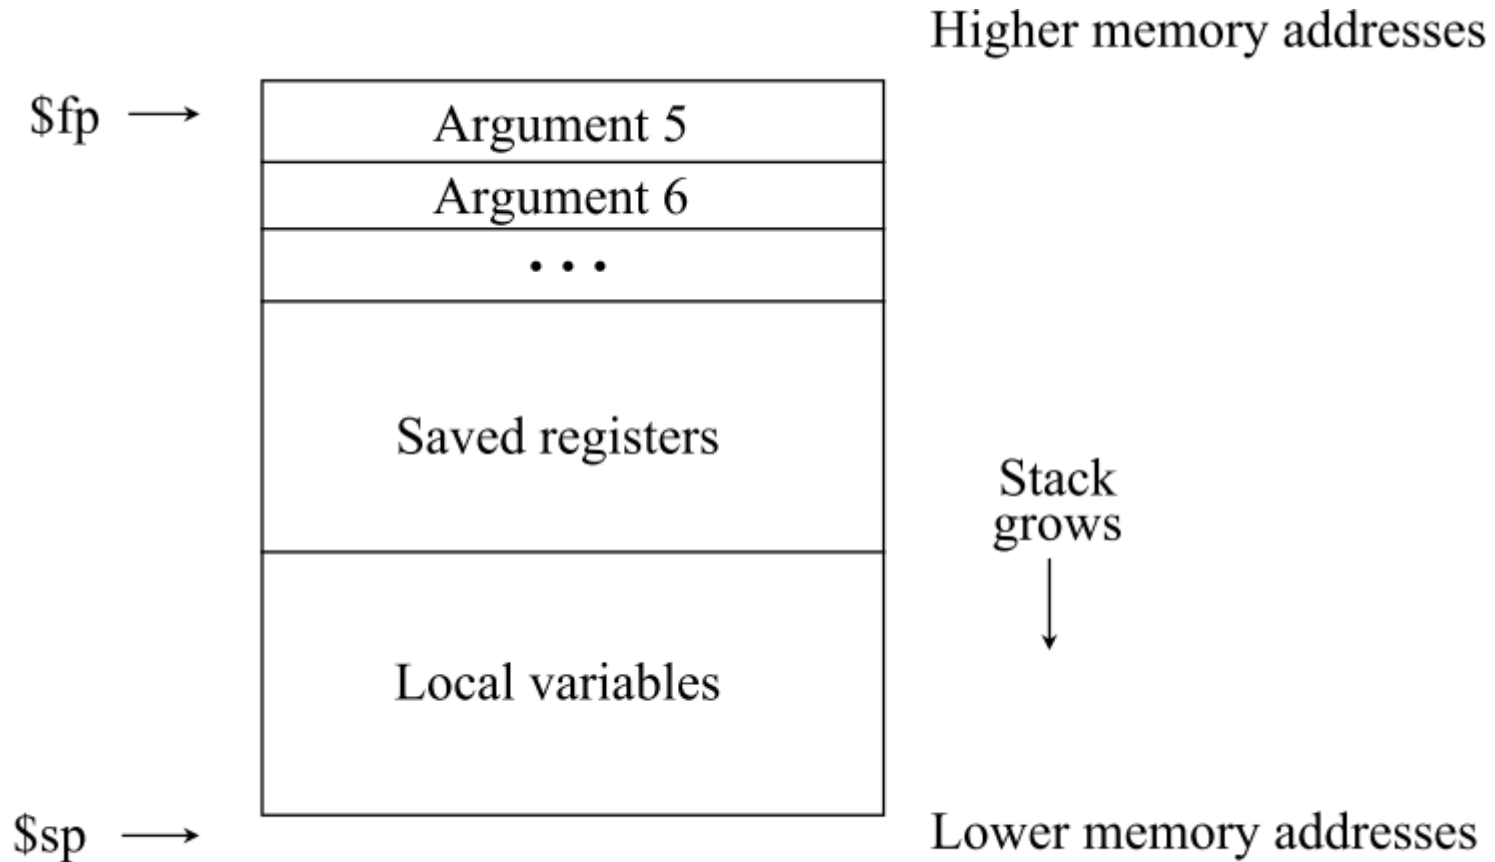 Higher memory addresses
$fp
Argument 5
Argument 6
...
Saved registers
Stack
grows
Local variables
$sp
Lower memory addresses